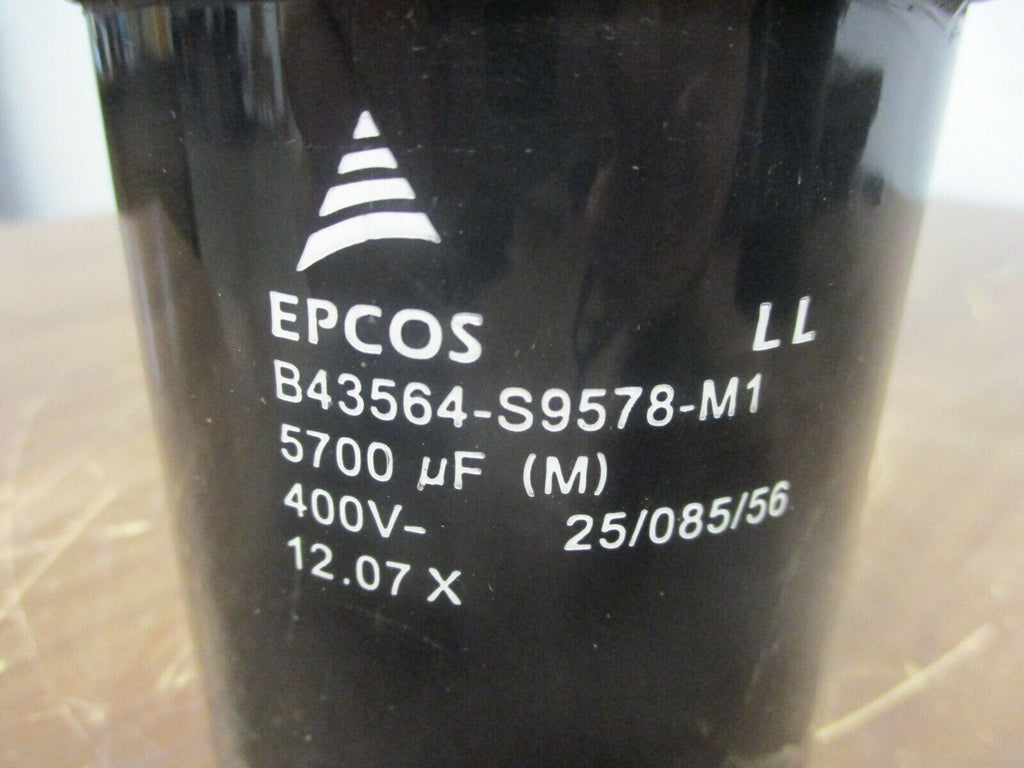 EPCOS LL
B43564-S9578-M1
5700 µF (M)
400V- 25/085/56
12.07 X